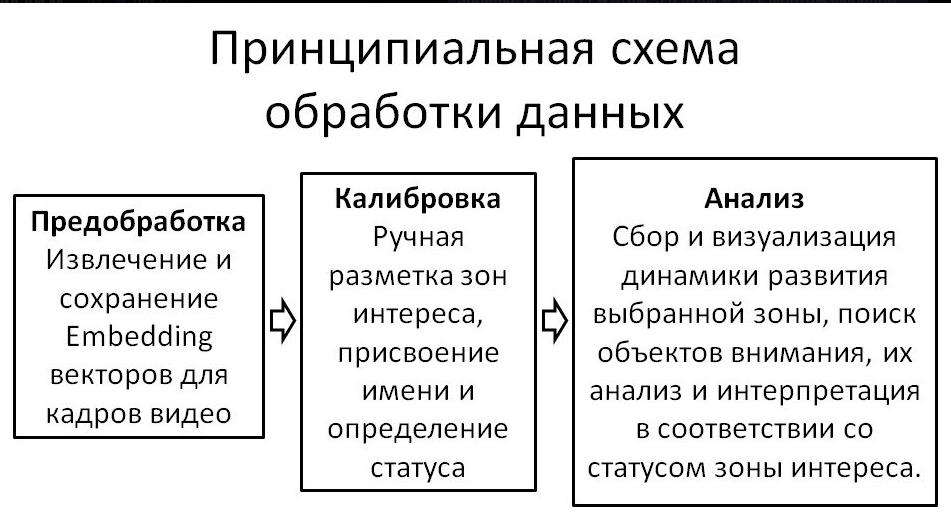 Принципиальная схема
обработки данных
Предобработка
Извлечение и
сохранение
Embedding
векторов для
кадров видео
Калибровка
Ручная
разметка зон
интереса,
присвоение
имени и
определение
статуса
Анализ
Сбор и визуализация
динамики развития
выбранной зоны, поиск
объектов внимания, их
анализ и интерпретация
в соответствии со
статусом зоны интереса.